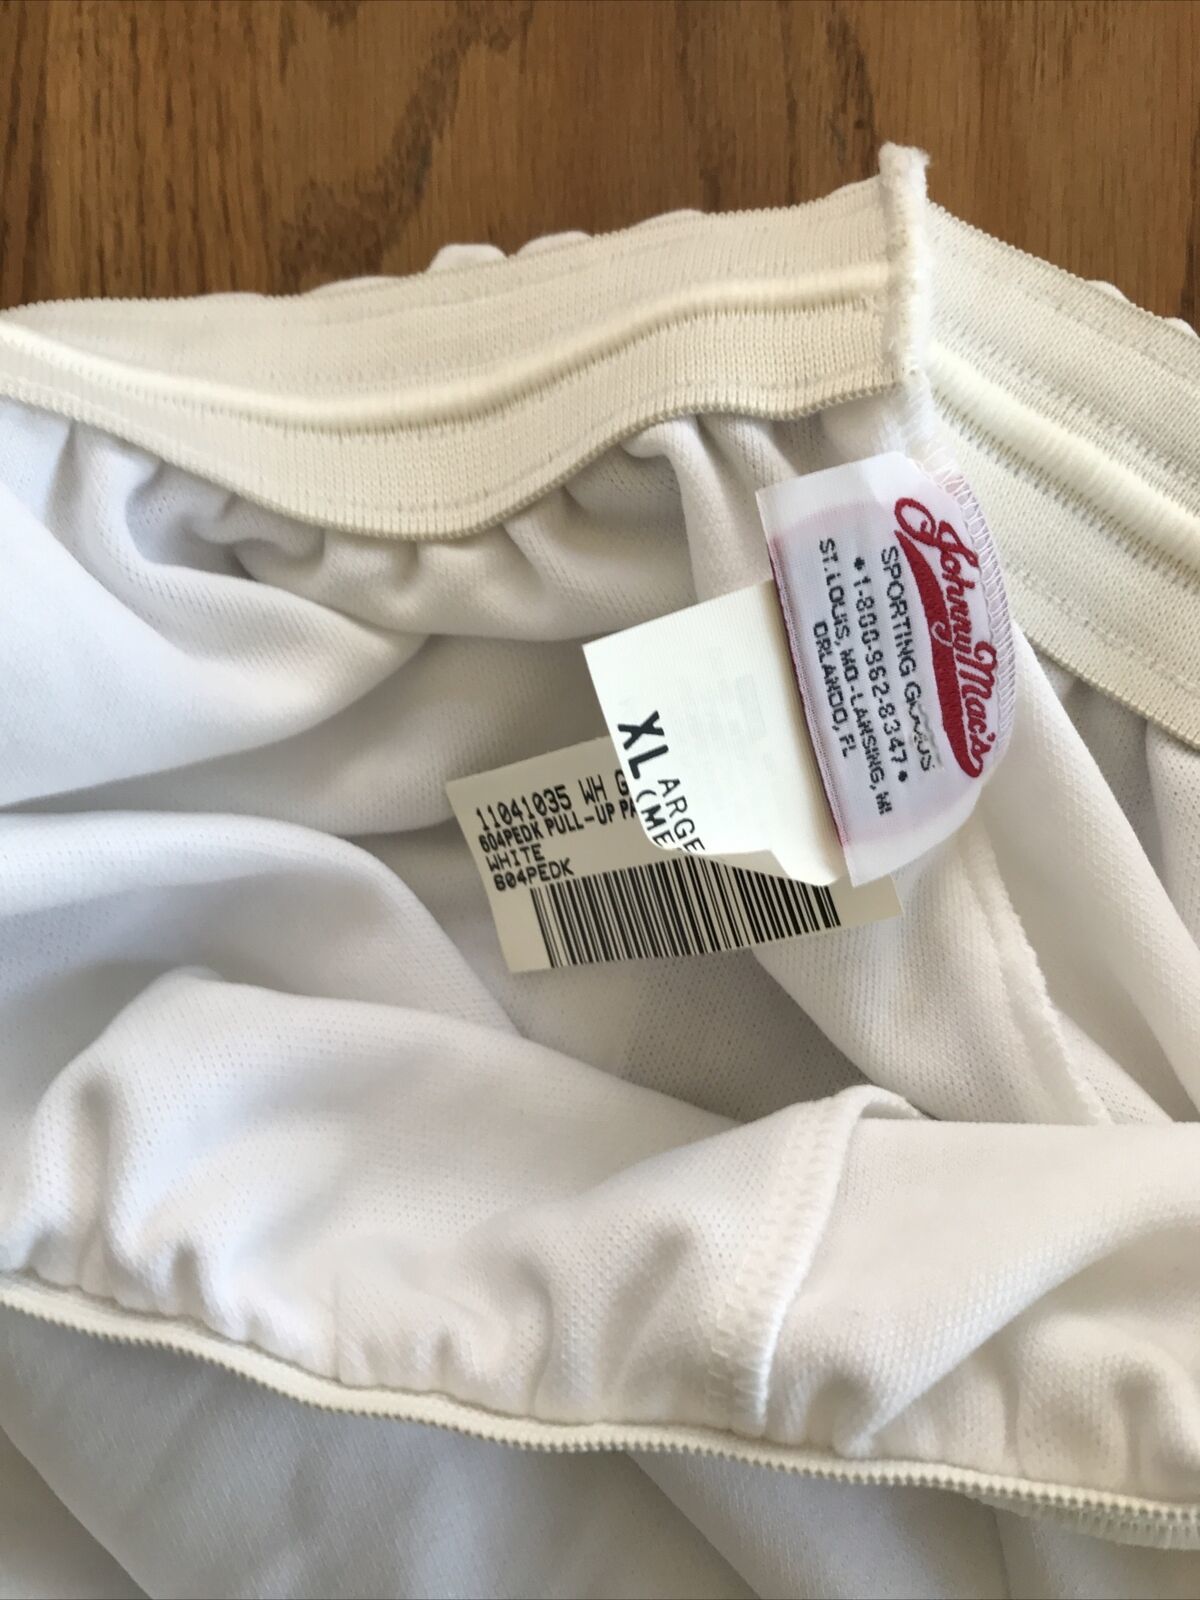 Johnny Mac's
SPORTING GOODS
•1-800-962-8347•
ST. LOUIS, MO-LANSING, MI
ORLANDO, FL
XL
ARGE
(ME
11041035 WH G
604PEDK PULL-UP PA
WHITE
604PEDK